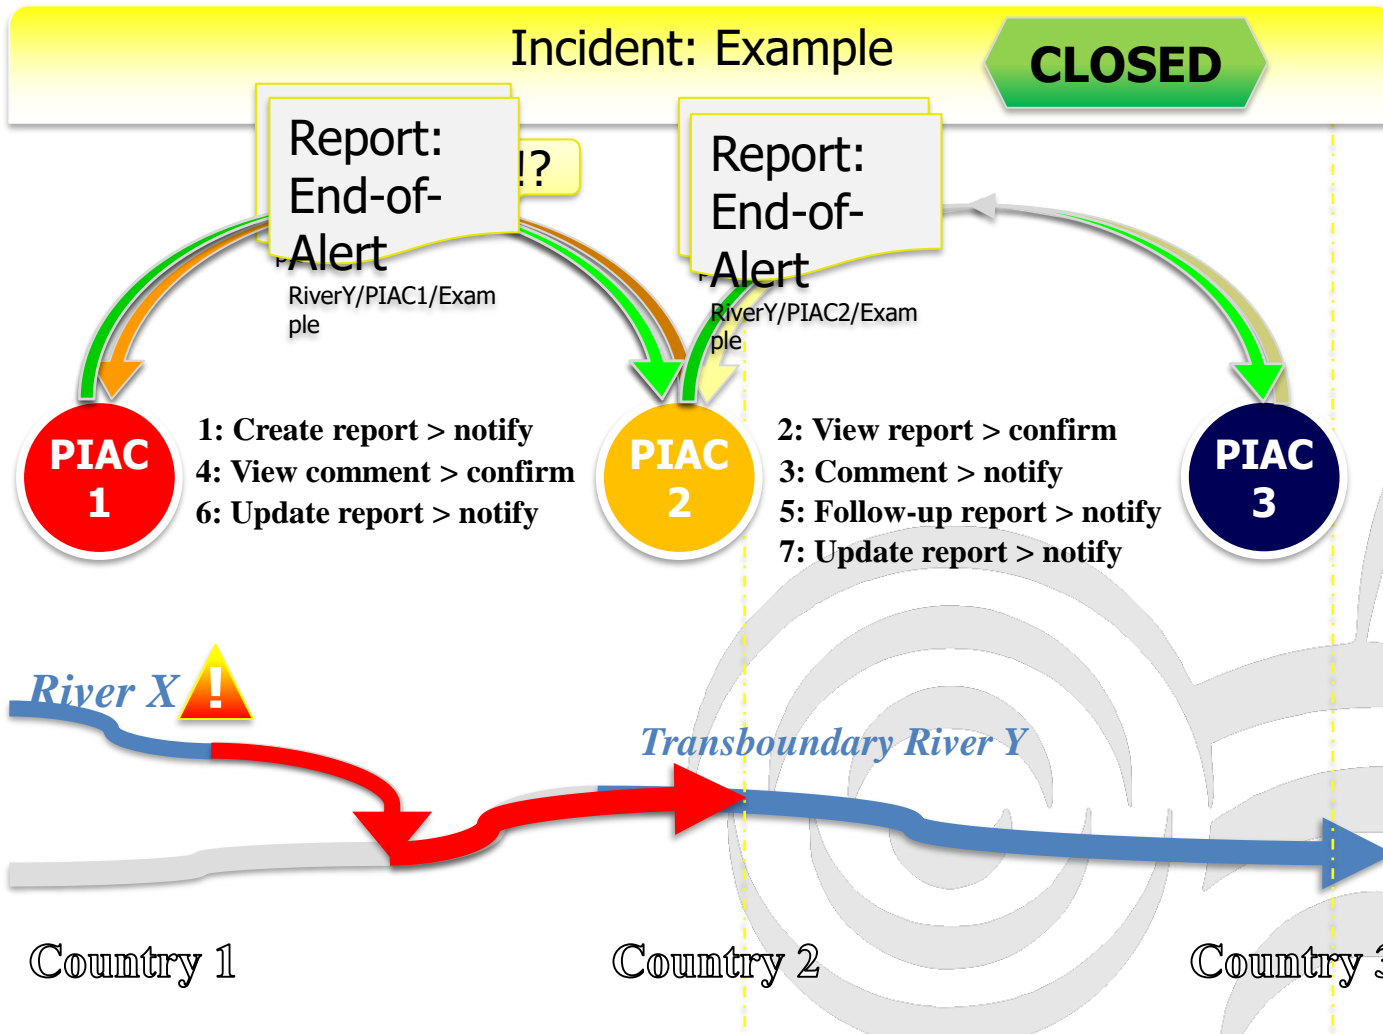 Incident: Example
CLOSED
Report:
End-of-
Alert
RiverY/PIAC1/Exam
ple
!?
Report:
End-of-
Alert
RiverY/PIAC2/Exam
ple
PIAC
1
1: Create report > notify
4: View comment > confirm
6: Update report > notify
PIAC
2
2: View report > confirm
3: Comment > notify
5: Follow-up report > notify
7: Update report > notify
PIAC
3
River X
!
Transboundary River Y
Country 1
Country 2
Country 3